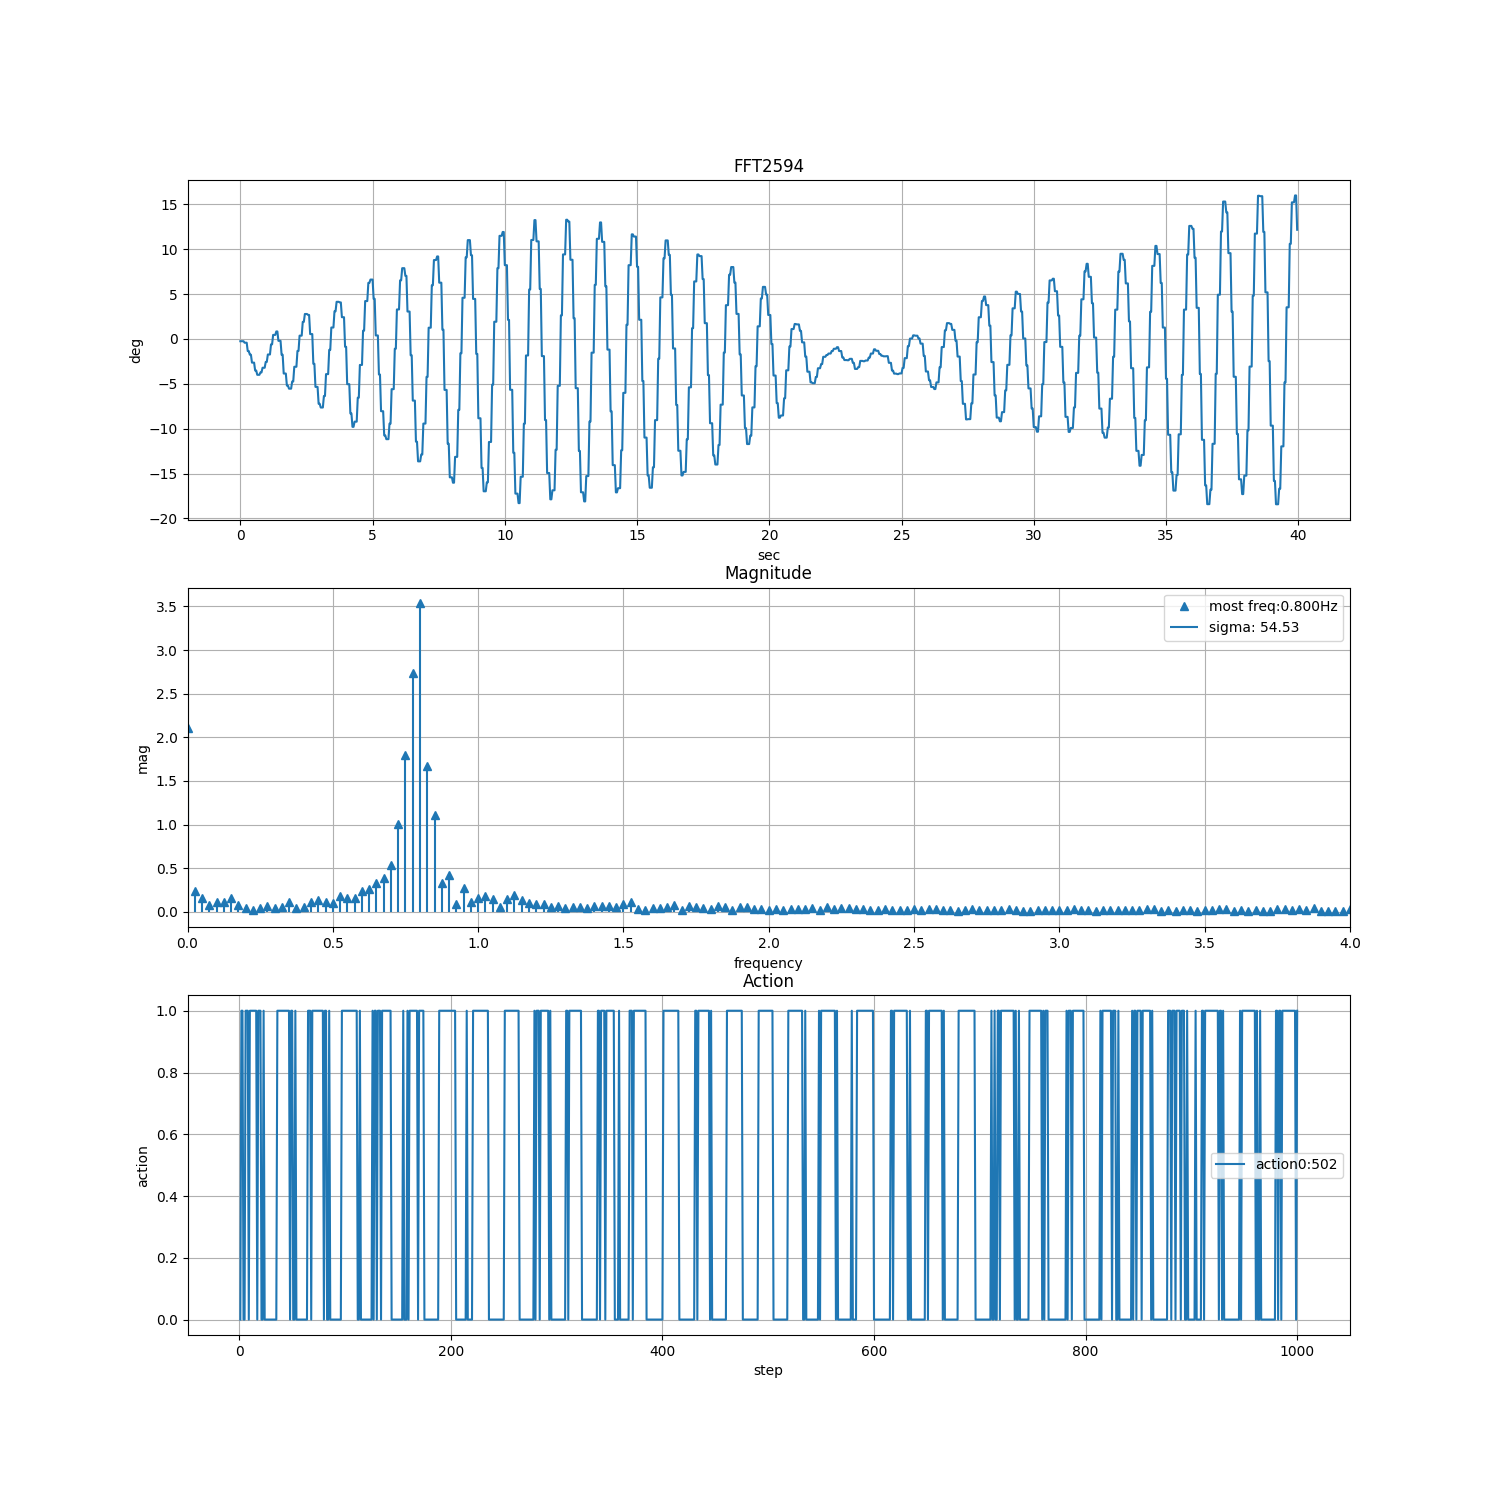 FFT2594
15
10
5
0
−5
−10
−15
−20
deg
0 5 10 15 20 25 30 35 40
sec
Magnitude
most freq:0.800Hz
sigma: 54.53
3.5
3.0
2.5
2.0
1.5
1.0
0.5
0.0
mag
0.0 0.5 1.0 1.5 2.0 2.5 3.0 3.5 4.0
frequency
Action
1.0
0.8
0.6
0.4
0.2
0.0
action
action0:502
0 200 400 600 800 1000
step